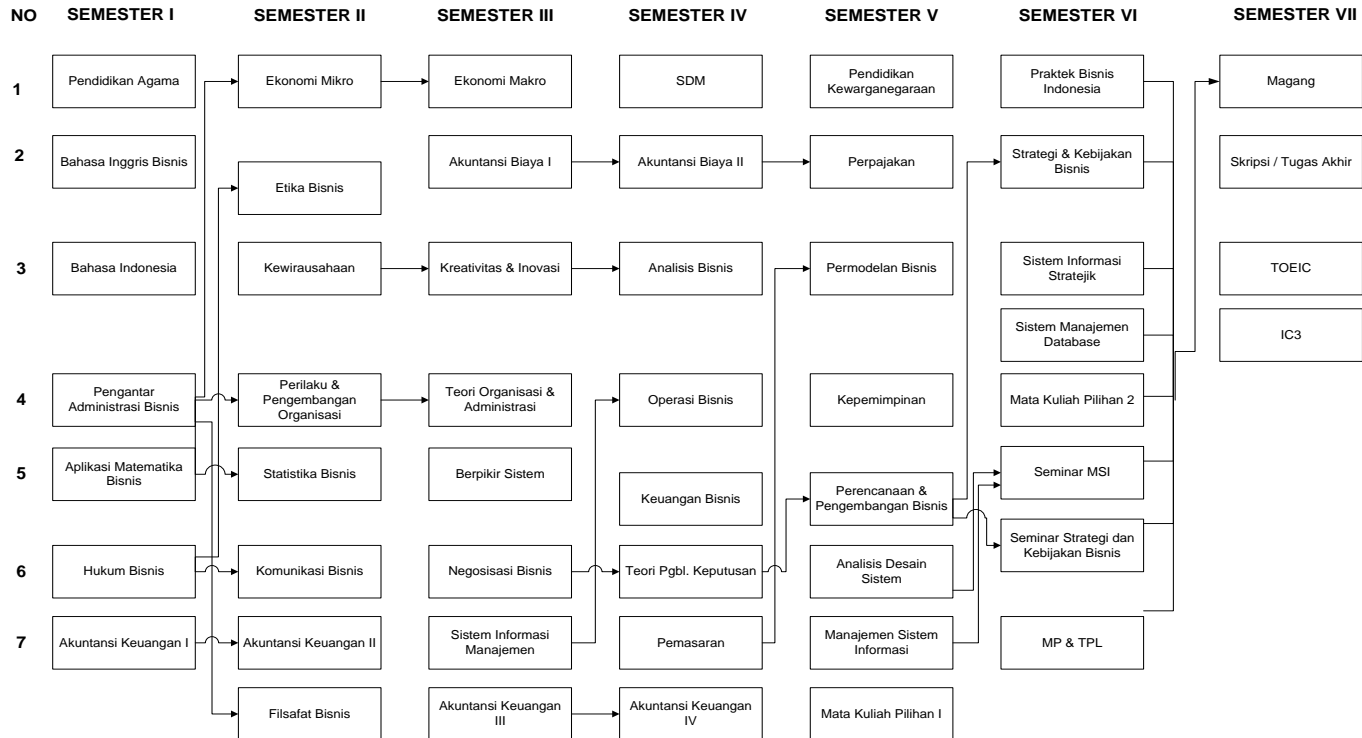 NO SEMESTER I SEMESTER II SEMESTER III SEMESTER IV SEMESTER V SEMESTER VI SEMESTER VII
1
Pendidikan Agama
Ekonomi Mikro
Ekonomi Makro
SDM
Pendidikan
Kewarganegaraan
Praktek Bisnis
Indonesia
Magang
2
Bahasa Inggris Bisnis
Etika Bisnis
Akuntansi Biaya I
Akuntansi Biaya II
Perpajakan
Strategi & Kebijakan
Bisnis
Skripsi / Tugas Akhir
3
Bahasa Indonesia
Kewirausahaan
Kreativitas & Inovasi
Analisis Bisnis
Permodelan Bisnis
Sistem Informasi
Stratejik
TOEIC
Sistem Manajemen
Database
IC3
4
Pengantar
Administrasi Bisnis
Perilaku &
Pengembangan
Organisasi
Teori Organisasi &
Administrasi
Operasi Bisnis
Kepemimpinan
Mata Kuliah Pilihan 2
5
Aplikasi Matematika
Bisnis
Statistika Bisnis
Berpikir Sistem
Keuangan Bisnis
Perencanaan &
Pengembangan Bisnis
Seminar MSI
Seminar Strategi dan
Kebijakan Bisnis
6
Hukum Bisnis
Komunikasi Bisnis
Negosisasi Bisnis
Teori Pgbl. Keputusan
Analisis Desain
Sistem
7
Akuntansi Keuangan I
Akuntansi Keuangan II
Sistem Informasi
Manajemen
Pemasaran
Manajemen Sistem
Informasi
MP & TPL
Filsafat Bisnis
Akuntansi Keuangan
III
Akuntansi Keuangan
IV
Mata Kuliah Pilihan I